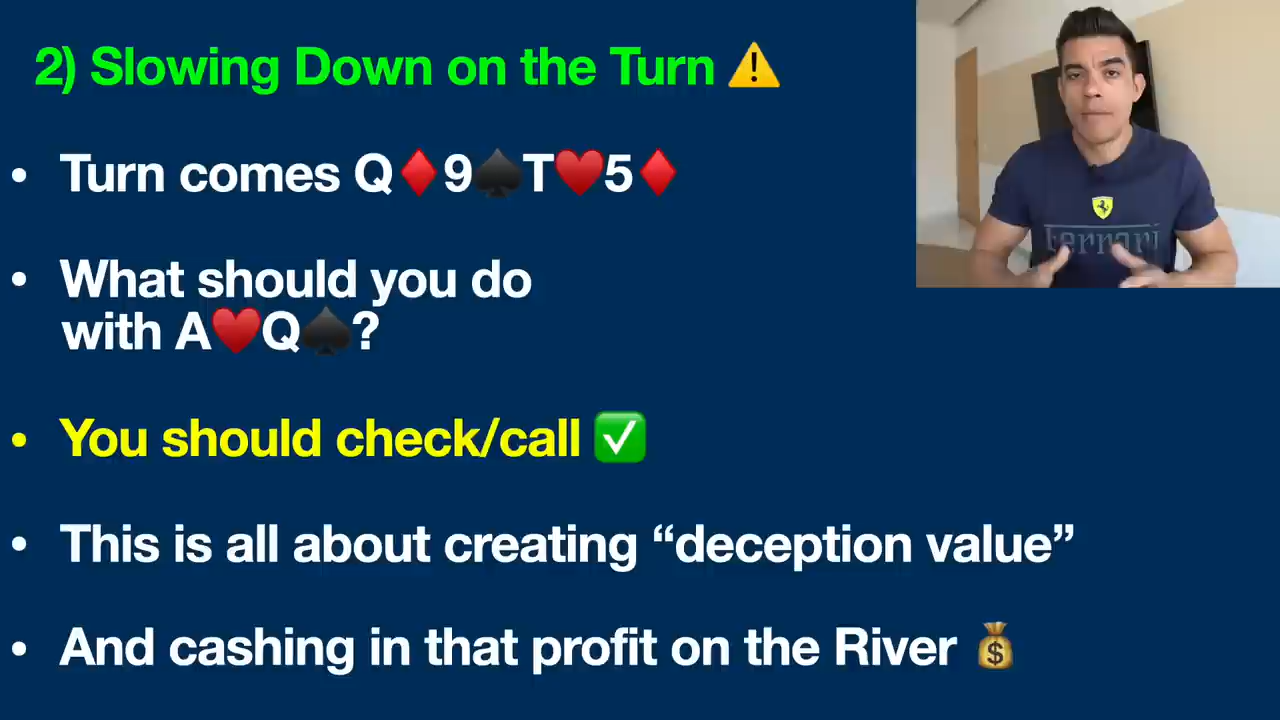 2) Slowing Down on the Turn ⚠️
• Turn comes Q♦️9♠️T♥️5♦️
• What should you do
with A♥️Q♠️?
• You should check/call ✅
• This is all about creating “deception value”
• And cashing in that profit on the River 💰
ferrari